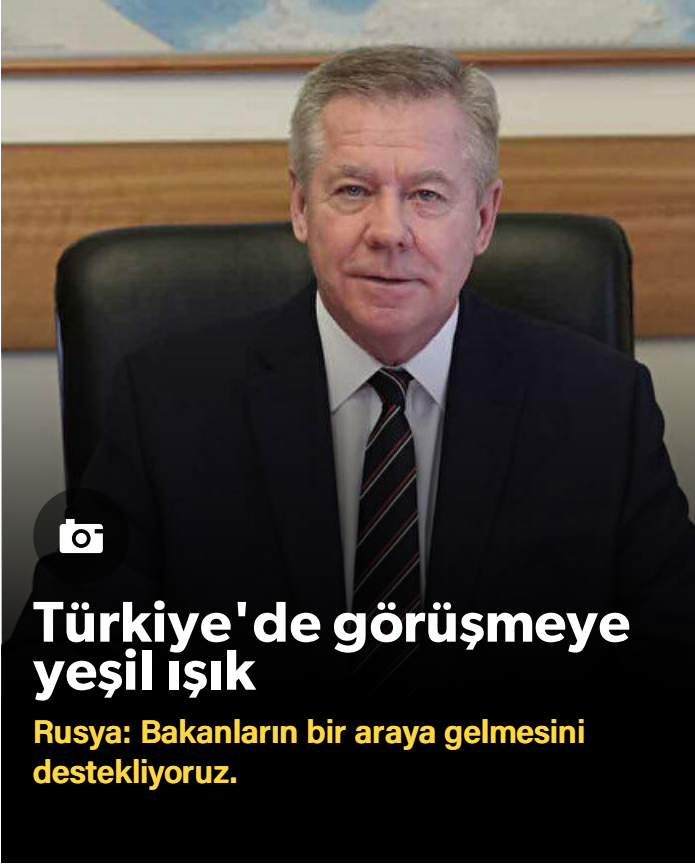 Türkiye'de görüşmeye
yeşil ışık
Rusya: Bakanların bir araya gelmesini
destekliyoruz.